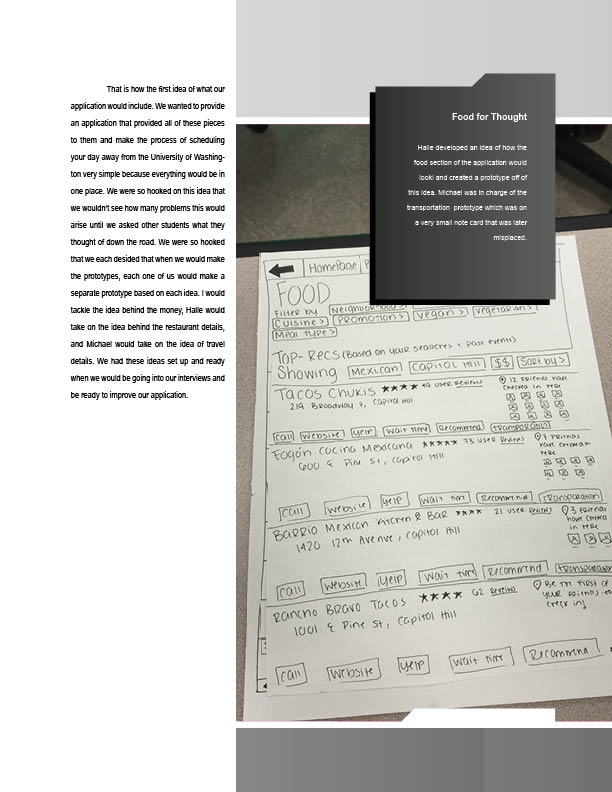 That is how the first idea of what our
application would include. We wanted to provide
an application that provided all of these pieces
to them and make the process of scheduling
your day away from the University of Washing-
ton very simple because everything would be in
one place. We were so hooked on this idea that
we wouldn't see how many problems this would
arise until we asked other students what they
thought of down the road. We were so hooked
that we each desided that when we would make
the prototypes, each one of us would make a
separate prototype based on each idea. I would
tackle the idea behind the money, Halle would
take on the idea behind the restaurant details,
and Michael would take on the idea of travel
details. We had these ideas set up and ready
when we would be going into our interviews and
be ready to improve our application.
Food for Thought
Halle developed an idea of how the
food section of the application would
looki and created a prototype off of
this idea. Michael was in charge of the
transportation prototype which was on
a very small note card that was later
misplaced.
HomePage
FOOD
Filter by Neighborhood >
Cuisine > Promotion > Vegan > Vegetarian >
Meal type >
Top-Recs (Based on your searches + past events)
Showing Mexican Capitol Hill $$ Sort by >
Tacos Chukis ★★★★ 49 user reviews
219 Broadway E, Capitol Hill
12 friends have
checked in here
Call Website Yelp Wait time Recommend Transportation
Fogón Cocina Mexicana ★★★★★ 73 user reviews
600 E Pine St, Capitol Hill
7 friends
have checked in
here
Call Website Yelp Wait time Recommend Transportation
Barrio Mexican Kitchen & Bar ★★★★ 21 user reviews
1420 12th Avenue, Capitol Hill
3 friends
have checked
in here
Call Website Yelp Wait time Recommend Transportation
Rancho Bravo Tacos ★★★★ 62 reviews
1001 E Pine St, Capitol Hill
Be the first of
your friends to
check in!
Call Website Yelp Wait time Recommend